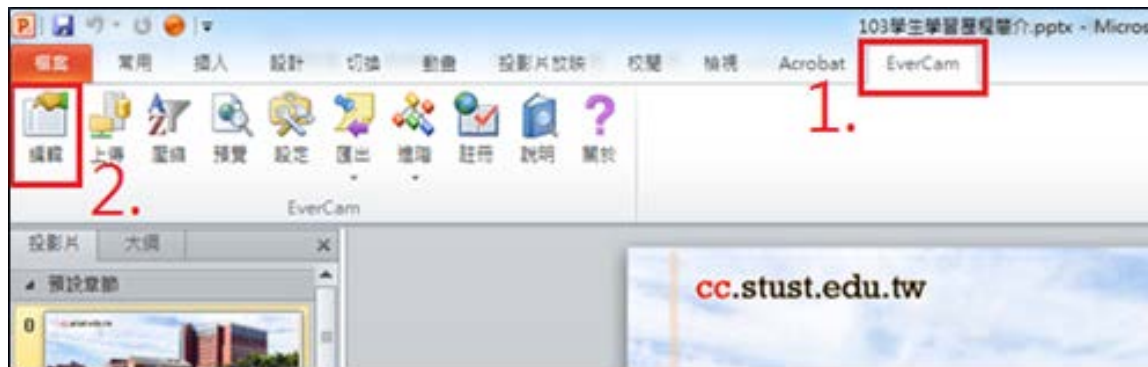 103學生學習歷程簡介.pptx - Micros
檔案 常用 插入 設計 切換 動畫 投影片放映 校閱 檢視 Acrobat EverCam
1.
編輯 上傳 壓縮 預覽 設定 匯出 進階 註冊 說明 關於
2.
EverCam
投影片 大綱
預設章節
cc.stust.edu.tw
0